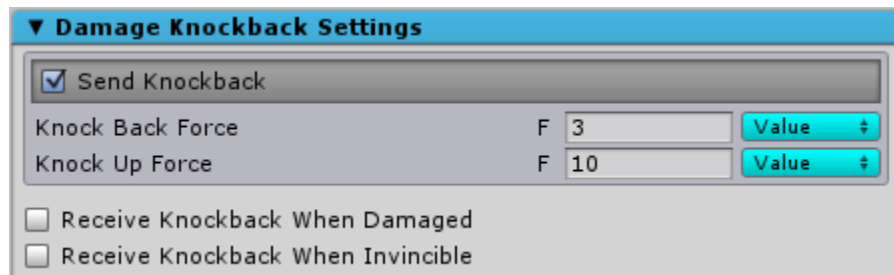 ▼ Damage Knockback Settings
Send Knockback
Knock Back Force F 3 Value
Knock Up Force F 10 Value
Receive Knockback When Damaged
Receive Knockback When Invincible